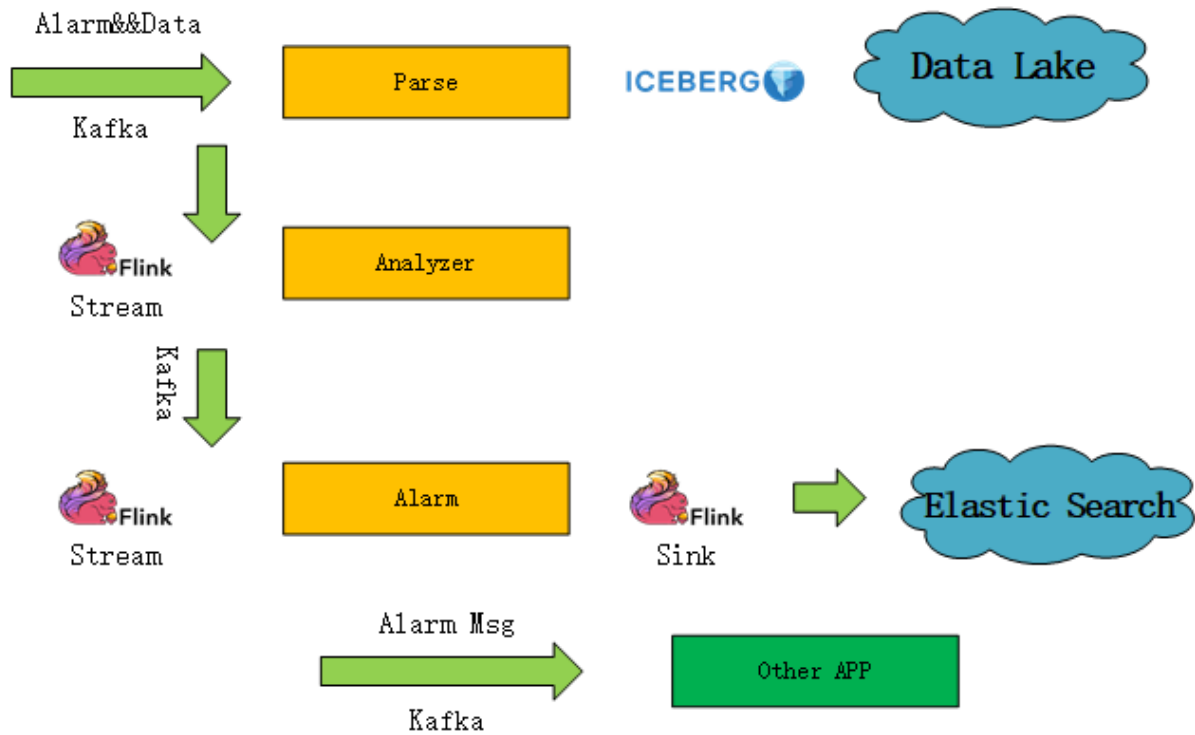 Alarm&&Data
Parse
ICEBERG
Data Lake
Kafka
Flink
Stream
Analyzer
Kafka
Flink
Stream
Alarm
Flink
Sink
Elastic Search
Alarm Msg
Kafka
Other APP